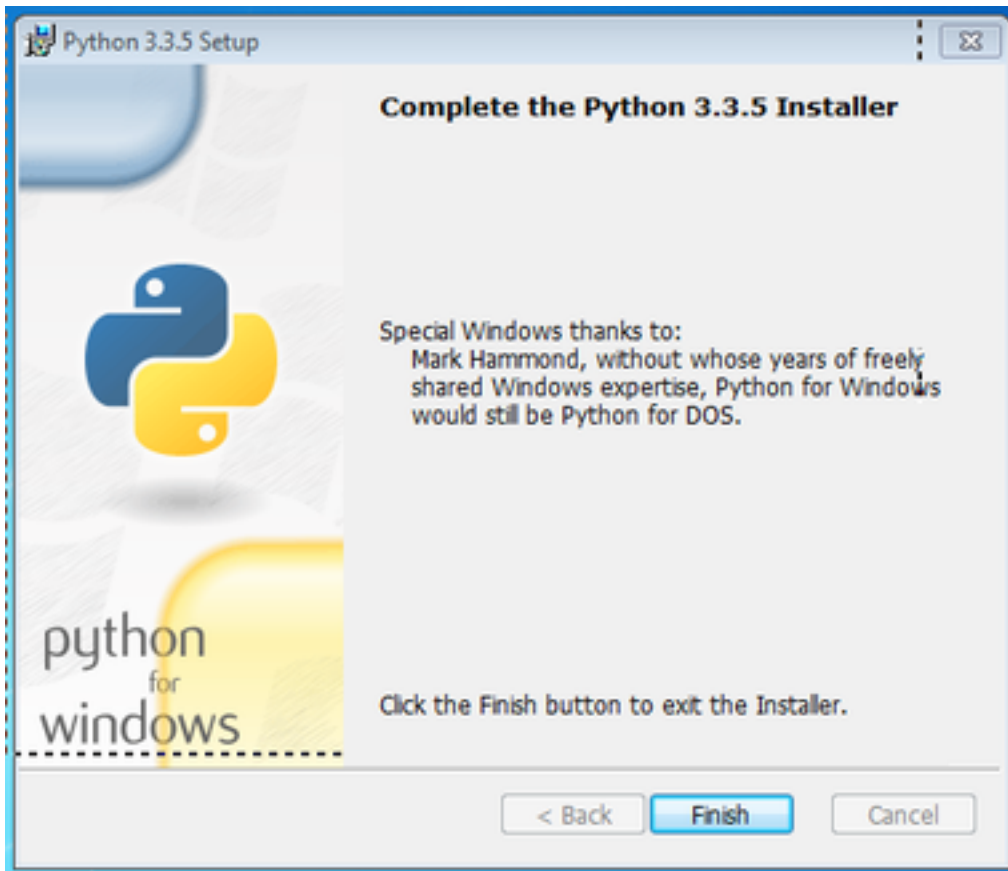 Python 3.3.5 Setup
Complete the Python 3.3.5 Installer
Special Windows thanks to:
Mark Hammond, without whose years of freely
shared Windows expertise, Python for Windows
would still be Python for DOS.
Click the Finish button to exit the Installer.
python
for
windows
< Back
Finish
Cancel